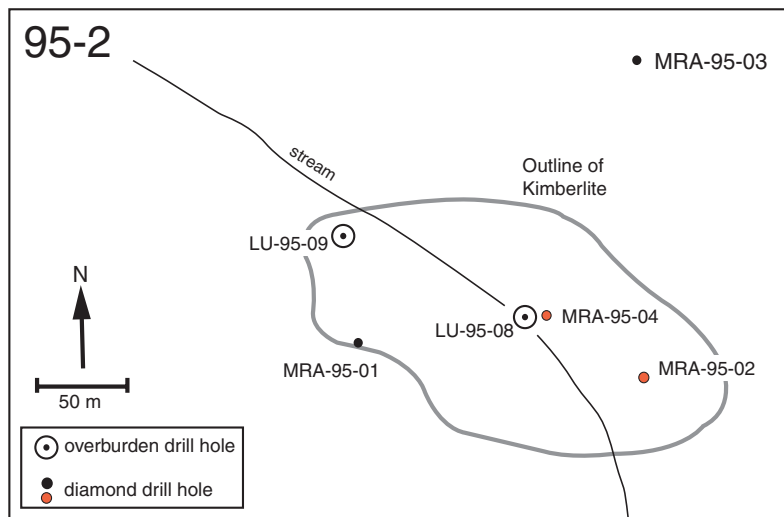 95-2
MRA-95-03
stream
Outline of
Kimberlite
LU-95-09
N
LU-95-08
MRA-95-04
MRA-95-01
MRA-95-02
50 m
overburden drill hole
diamond drill hole